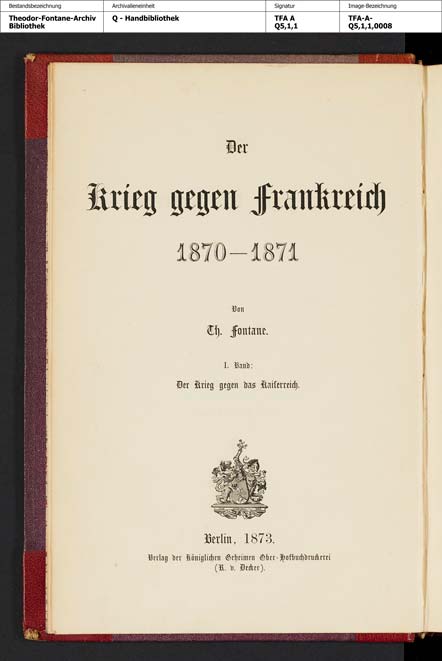 Bestandsbezeichnung
Archivalieneinheit
Signatur
Image-Bezeichnung
Theodor-Fontane-Archiv
Bibliothek
Q - Handbibliothek
TFA A
Q5,1,1
TFA-A-
Q5,1,1,0008
Der
Krieg gegen Frankreich
1870—1871
Von
Th. Fontane.
I. Band:
Der Krieg gegen das Kaiserreich.
Berlin, 1873.
Verlag der Königlichen Geheimen Ober-Hofbuchdruckerei
(R. v. Decker).